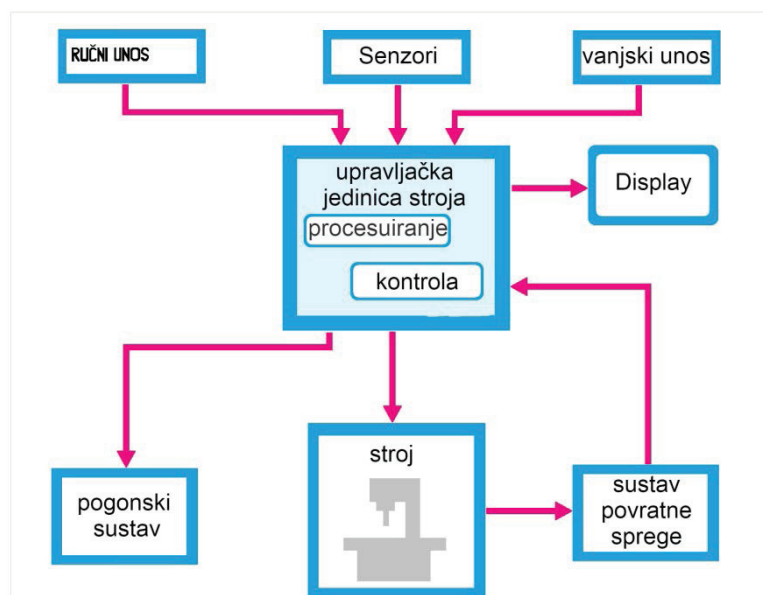 RUČNI UNOS
Senzori
vanjski unos
upravljačka
jedinica stroja
procesuiranje
kontrola
Display
pogonski
sustav
stroj
sustav
povratne
sprege